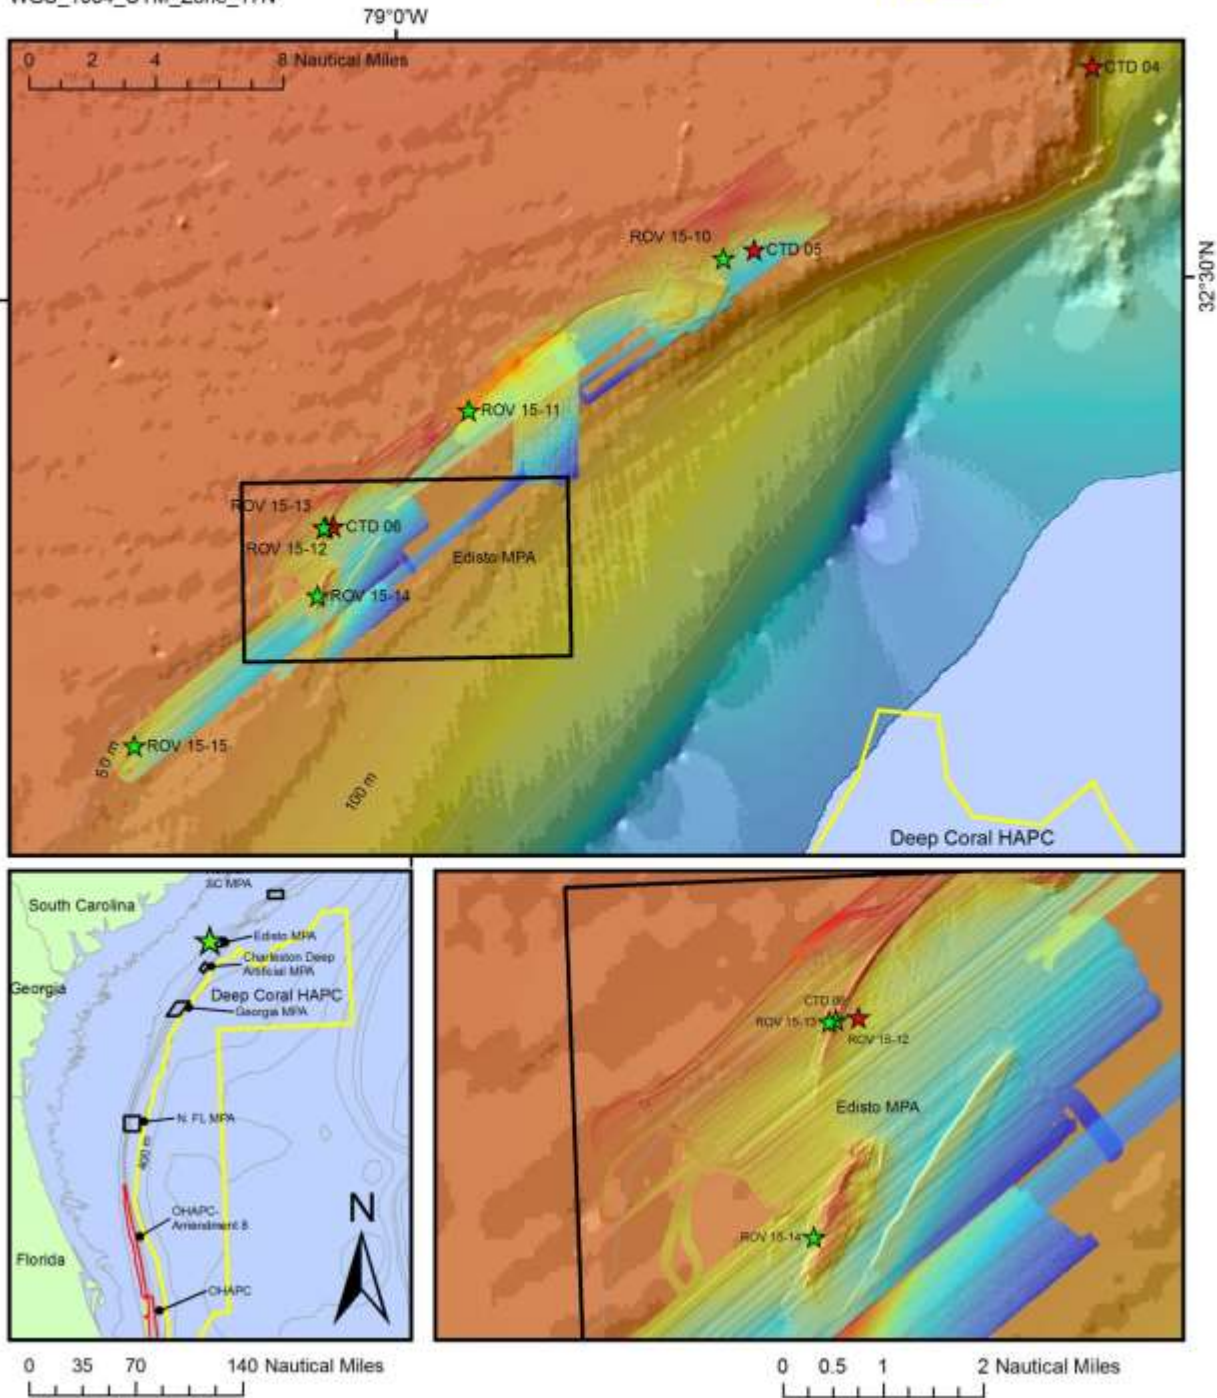 WGS_1984_UTM_Zone_17N
79°0'W
0 2 4 8 Nautical Miles
CTD 04
ROV 15-10
CTD 05
32°30'N
ROV 15-11
ROV 15-13
CTD 06
ROV 15-12
Edisto MPA
ROV 15-14
ROV 15-15
50 m
100 m
Deep Coral HAPC
SC MPA
South Carolina
Edisto MPA
Charleston Deep
Artificial MPA
Deep Coral HAPC
Georgia
Georgia MPA
N. FL MPA
400 m
N
OHAPC-
Amendment 8
Florida
OHAPC
0 35 70 140 Nautical Miles
CTD 06
ROV 15-13
ROV 15-12
Edisto MPA
ROV 15-14
0 0.5 1 2 Nautical Miles